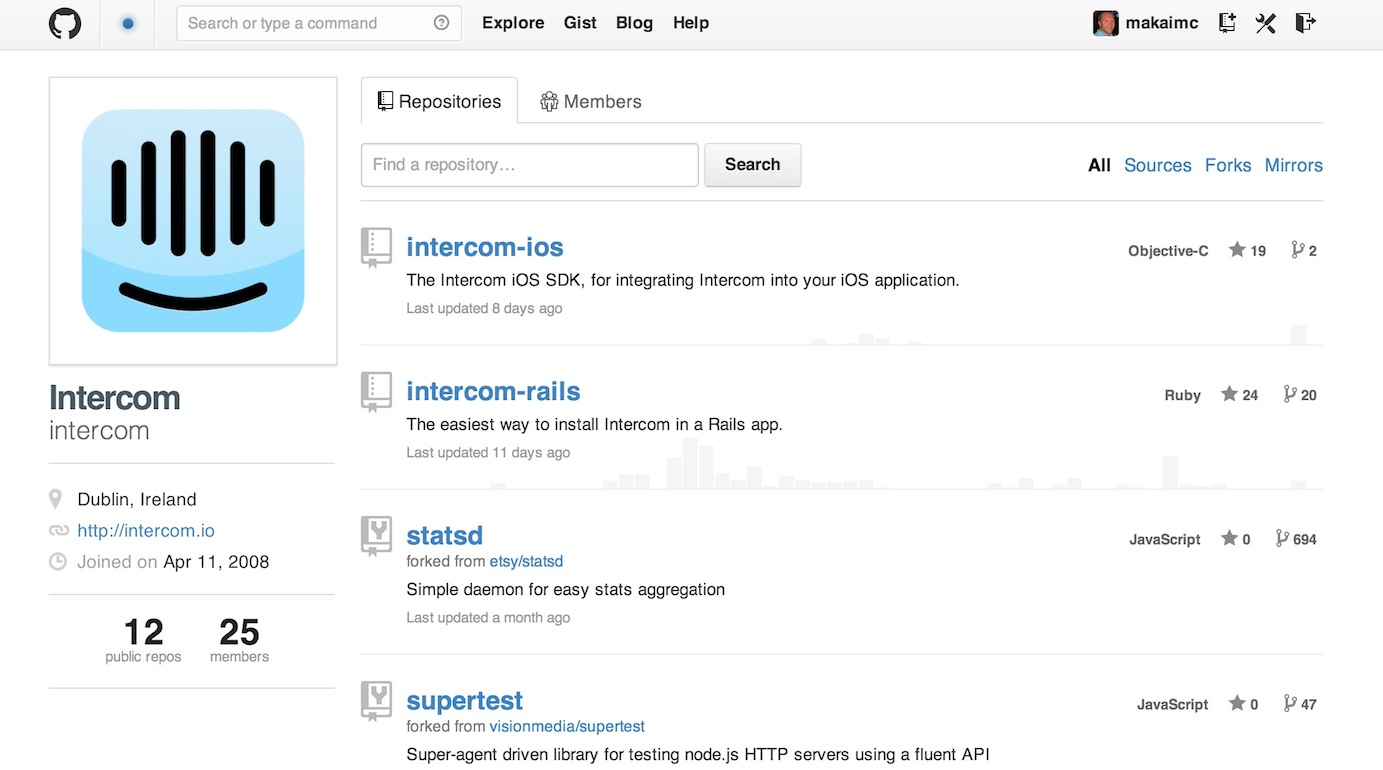 Search or type a command
Explore Gist Blog Help
makaimc
Intercom
intercom
Dublin, Ireland
http://intercom.io
Joined on Apr 11, 2008
12 25
public repos members
Repositories Members
Find a repository… Search
All Sources Forks Mirrors
intercom-ios
Objective-C 19 2
The Intercom iOS SDK, for integrating Intercom into your iOS application.
Last updated 8 days ago
intercom-rails
Ruby 24 20
The easiest way to install Intercom in a Rails app.
Last updated 11 days ago
statsd
JavaScript 0 694
forked from etsy/statsd
Simple daemon for easy stats aggregation
Last updated a month ago
supertest
JavaScript 0 47
forked from visionmedia/supertest
Super-agent driven library for testing node.js HTTP servers using a fluent API